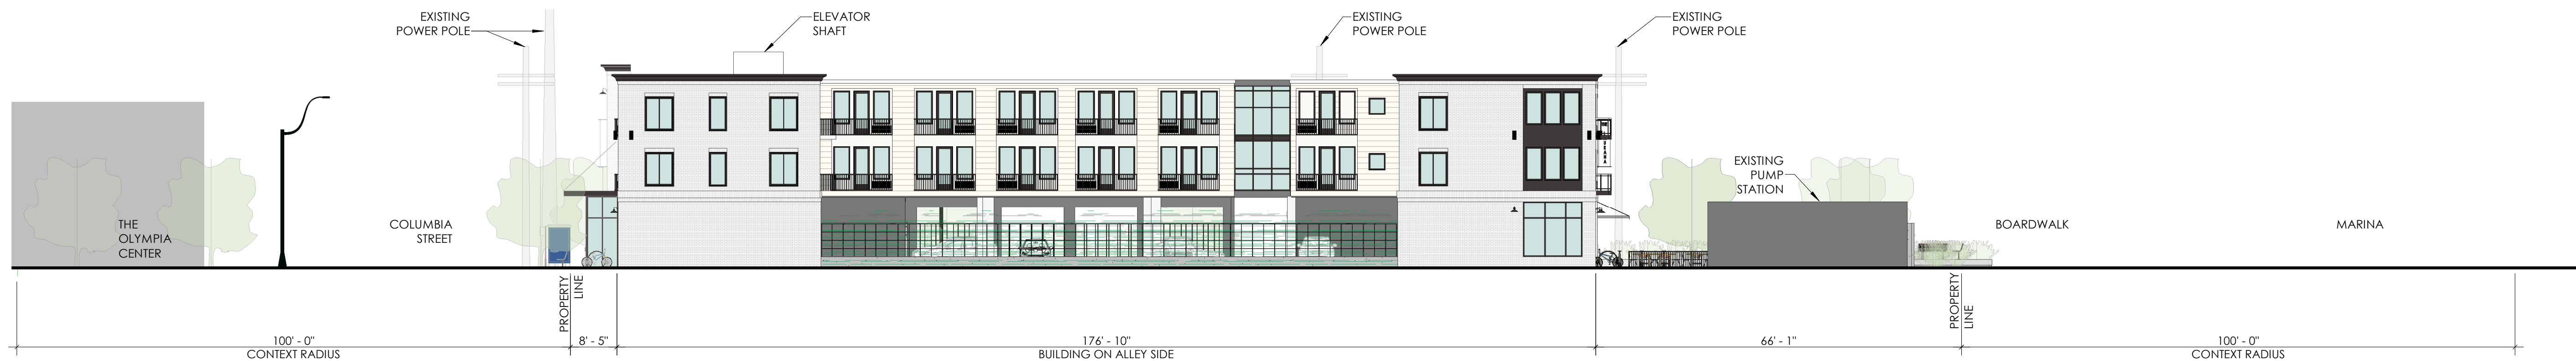 EXISTING
POWER POLE
ELEVATOR
SHAFT
EXISTING
POWER POLE
EXISTING
POWER POLE
EXISTING
PUMP
STATION
THE
OLYMPIA
CENTER
COLUMBIA
STREET
BOARDWALK
MARINA
PROPERTY
LINE
PROPERTY
LINE
100' - 0"
CONTEXT RADIUS
8' - 5"
176' - 10"
BUILDING ON ALLEY SIDE
66' - 1"
100' - 0"
CONTEXT RADIUS